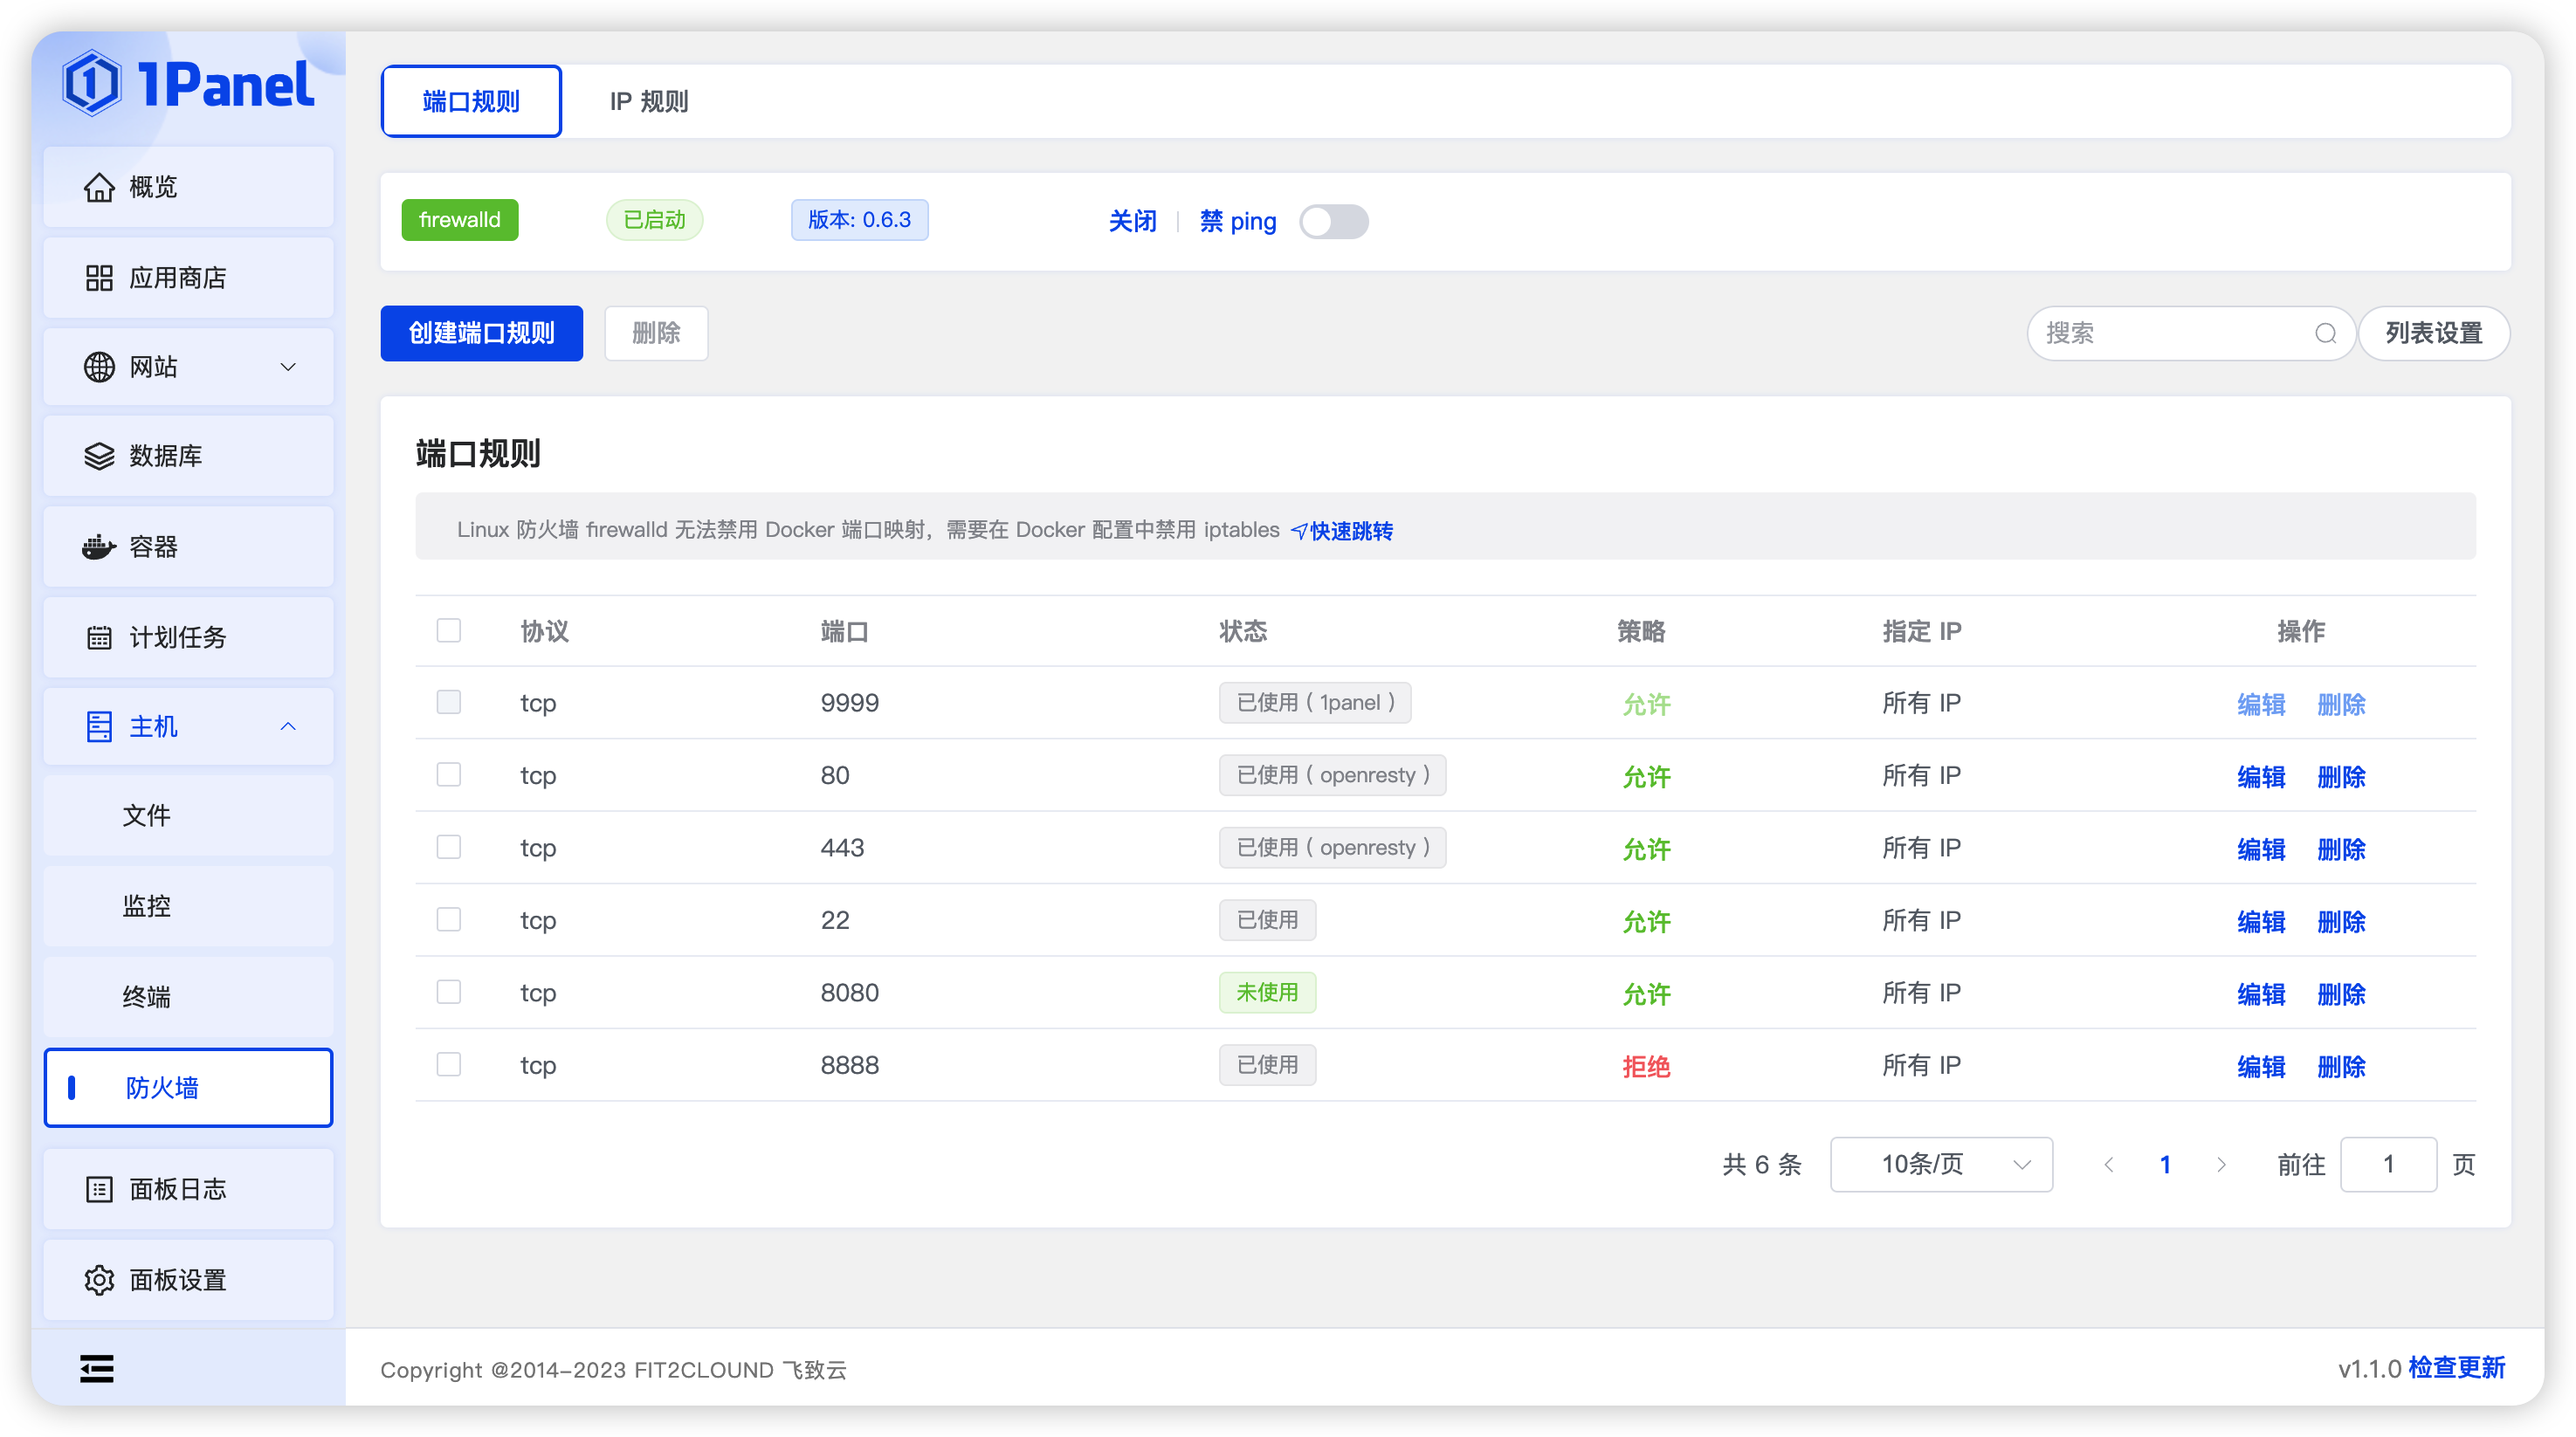 1Panel
概览
应用商店
网站
数据库
容器
计划任务
主机
文件
监控
终端
防火墙
面板日志
面板设置
端口规则 IP 规则
firewalld 已启动 版本: 0.6.3 关闭 禁 ping
创建端口规则 删除 搜索 列表设置
端口规则
Linux 防火墙 firewalld 无法禁用 Docker 端口映射，需要在 Docker 配置中禁用 iptables 快速跳转
协议 端口 状态 策略 指定 IP 操作
tcp 9999 已使用 ( 1panel ) 允许 所有 IP 编辑 删除
tcp 80 已使用 ( openresty ) 允许 所有 IP 编辑 删除
tcp 443 已使用 ( openresty ) 允许 所有 IP 编辑 删除
tcp 22 已使用 允许 所有 IP 编辑 删除
tcp 8080 未使用 允许 所有 IP 编辑 删除
tcp 8888 已使用 拒绝 所有 IP 编辑 删除
共 6 条 10条/页 1 前往 1 页
Copyright @2014-2023 FIT2CLOUND 飞致云 v1.1.0 检查更新